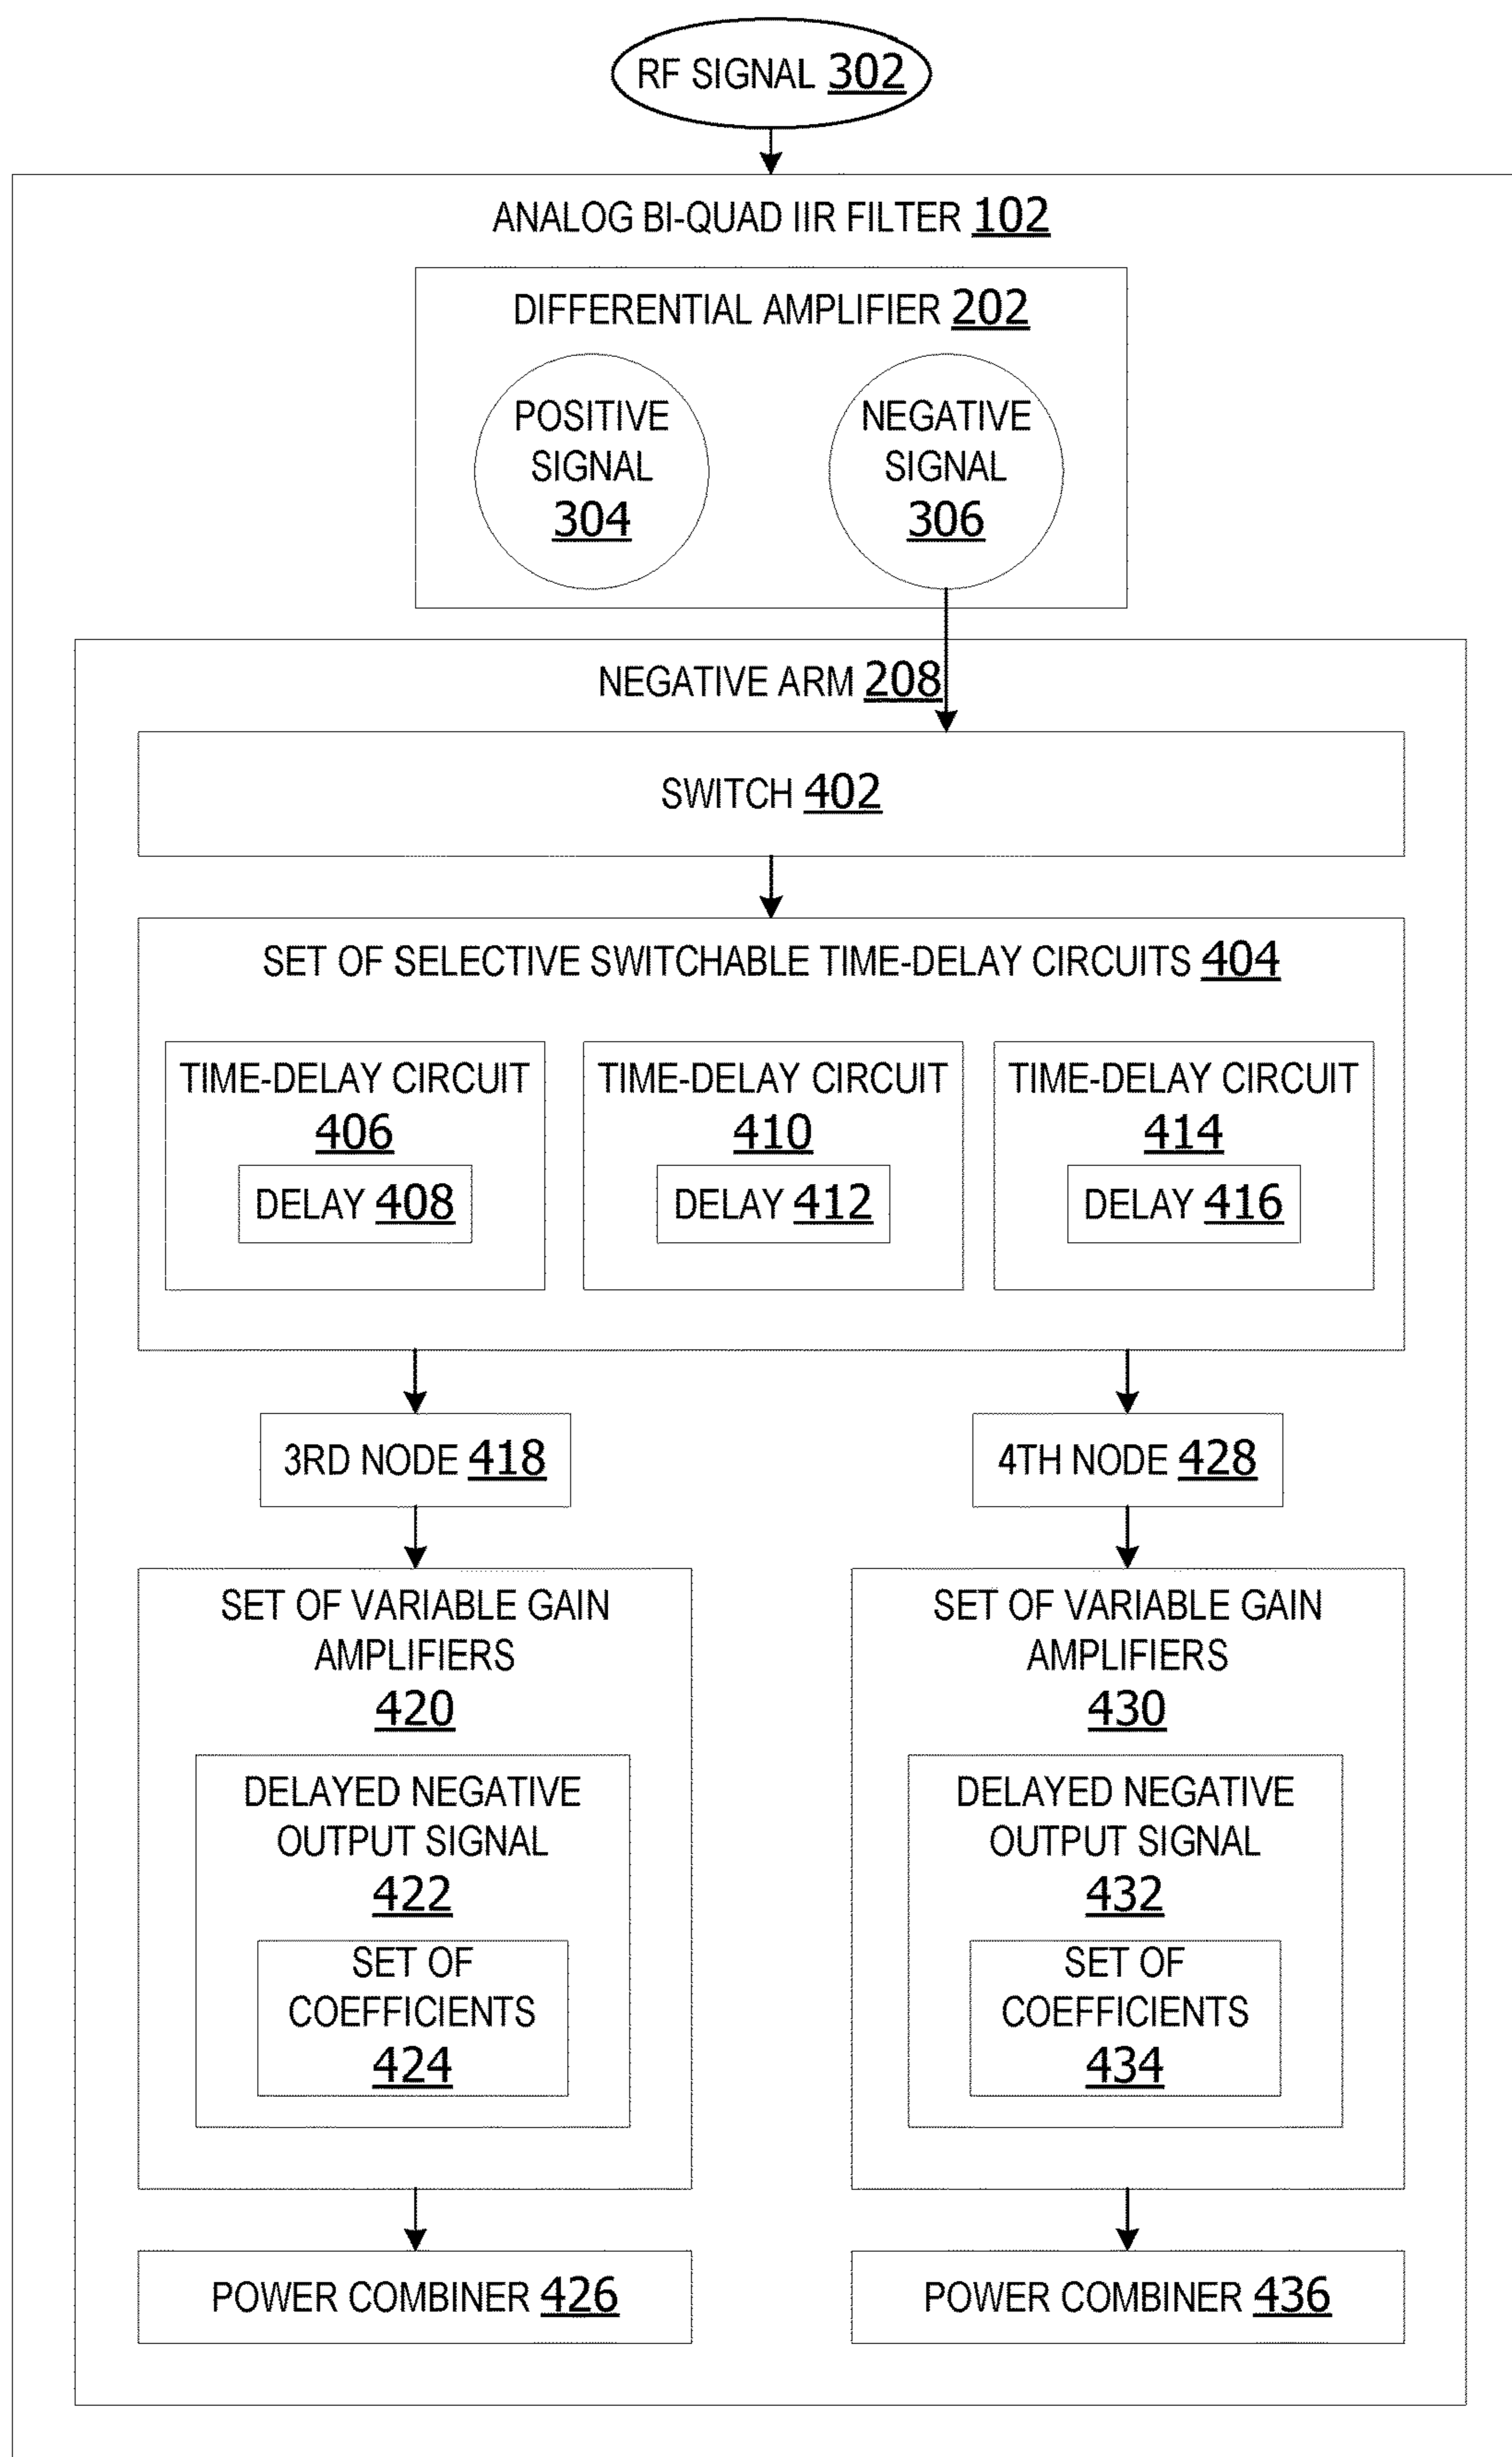 RF SIGNAL 302
ANALOG BI-QUAD IIR FILTER 102
DIFFERENTIAL AMPLIFIER 202
POSITIVE
SIGNAL
304
NEGATIVE
SIGNAL
306
NEGATIVE ARM 208
SWITCH 402
SET OF SELECTIVE SWITCHABLE TIME-DELAY CIRCUITS 404
TIME-DELAY CIRCUIT
406
DELAY 408
TIME-DELAY CIRCUIT
410
DELAY 412
TIME-DELAY CIRCUIT
414
DELAY 416
3RD NODE 418
4TH NODE 428
SET OF VARIABLE GAIN
AMPLIFIERS
420
DELAYED NEGATIVE
OUTPUT SIGNAL
422
SET OF
COEFFICIENTS
424
SET OF VARIABLE GAIN
AMPLIFIERS
430
DELAYED NEGATIVE
OUTPUT SIGNAL
432
SET OF
COEFFICIENTS
434
POWER COMBINER 426
POWER COMBINER 436